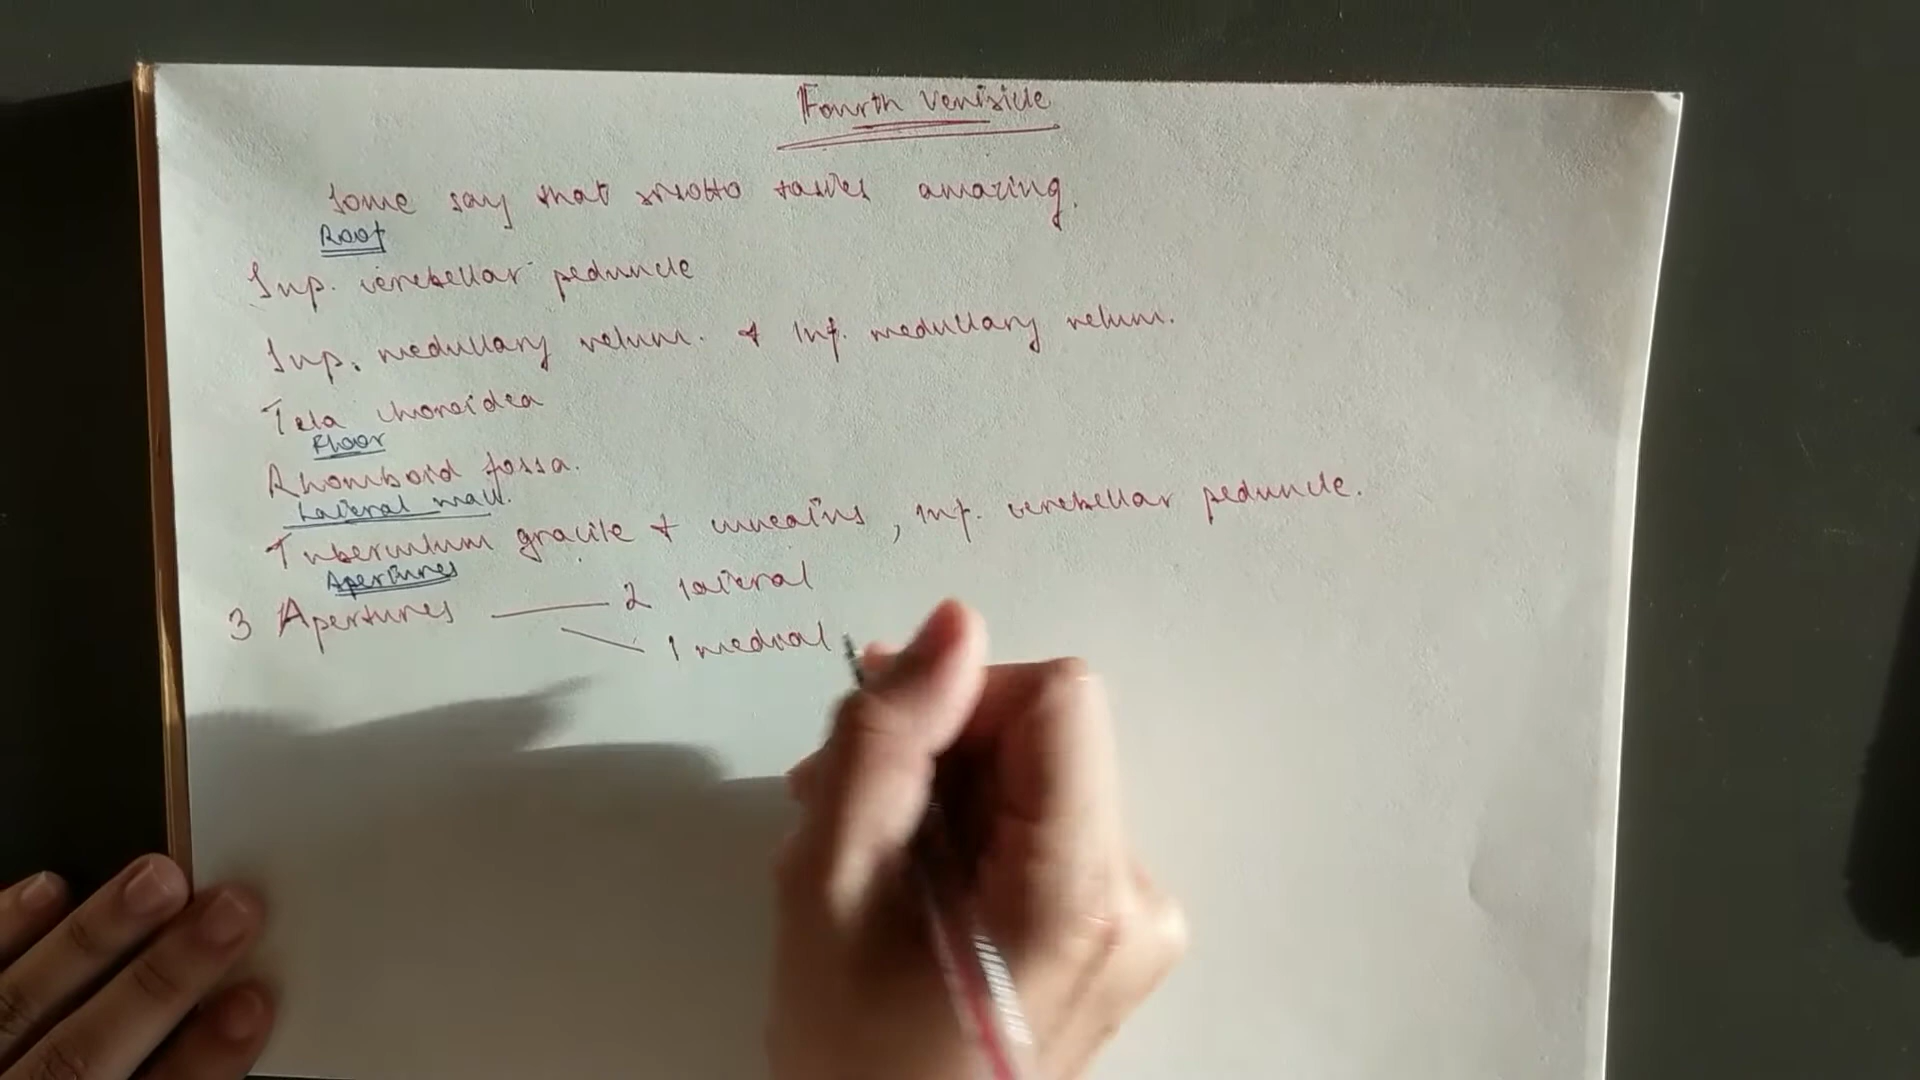 Fourth Ventricle
Some say that risotto tastes amazing.
Roof
Sup. cerebellar peduncle
Sup. medullary velum. & Inf. medullary velum.
Tela choroidea
Floor
Rhomboid fossa.
Lateral wall.
Tuberculum gracile + cuneatus, inf. cerebellar peduncle.
Apertures
3 Apertures 2 lateral
1 medial